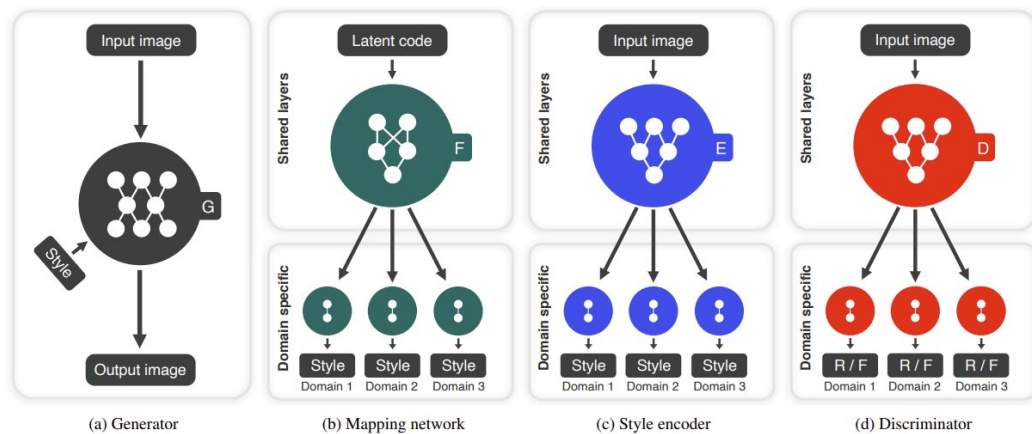 Input image
G
Style
Output image
(a) Generator
Shared layers
Latent code
F
Domain specific
Style Style Style
Domain 1 Domain 2 Domain 3
(b) Mapping network
Shared layers
Input image
E
Domain specific
Style Style Style
Domain 1 Domain 2 Domain 3
(c) Style encoder
Shared layers
Input image
D
Domain specific
R / F R / F R / F
Domain 1 Domain 2 Domain 3
(d) Discriminator